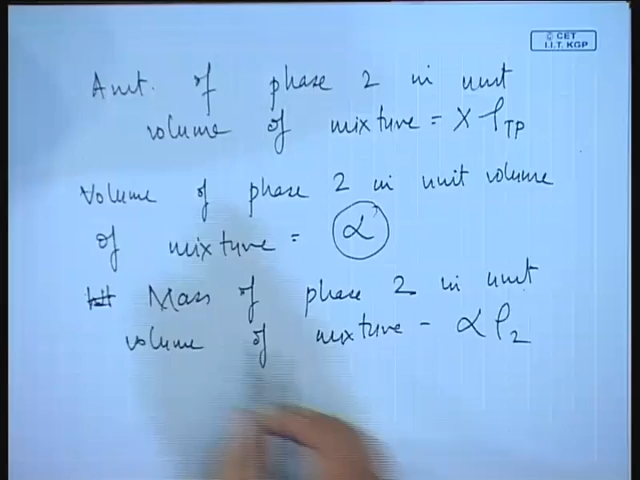 © CET
I.I.T. KGP
Amt. of phase 2 in unit
volume of mixture = x ρTP
Volume of phase 2 in unit volume
of mixture = α
Mass of phase 2 in unit
volume of mixture - αρ2